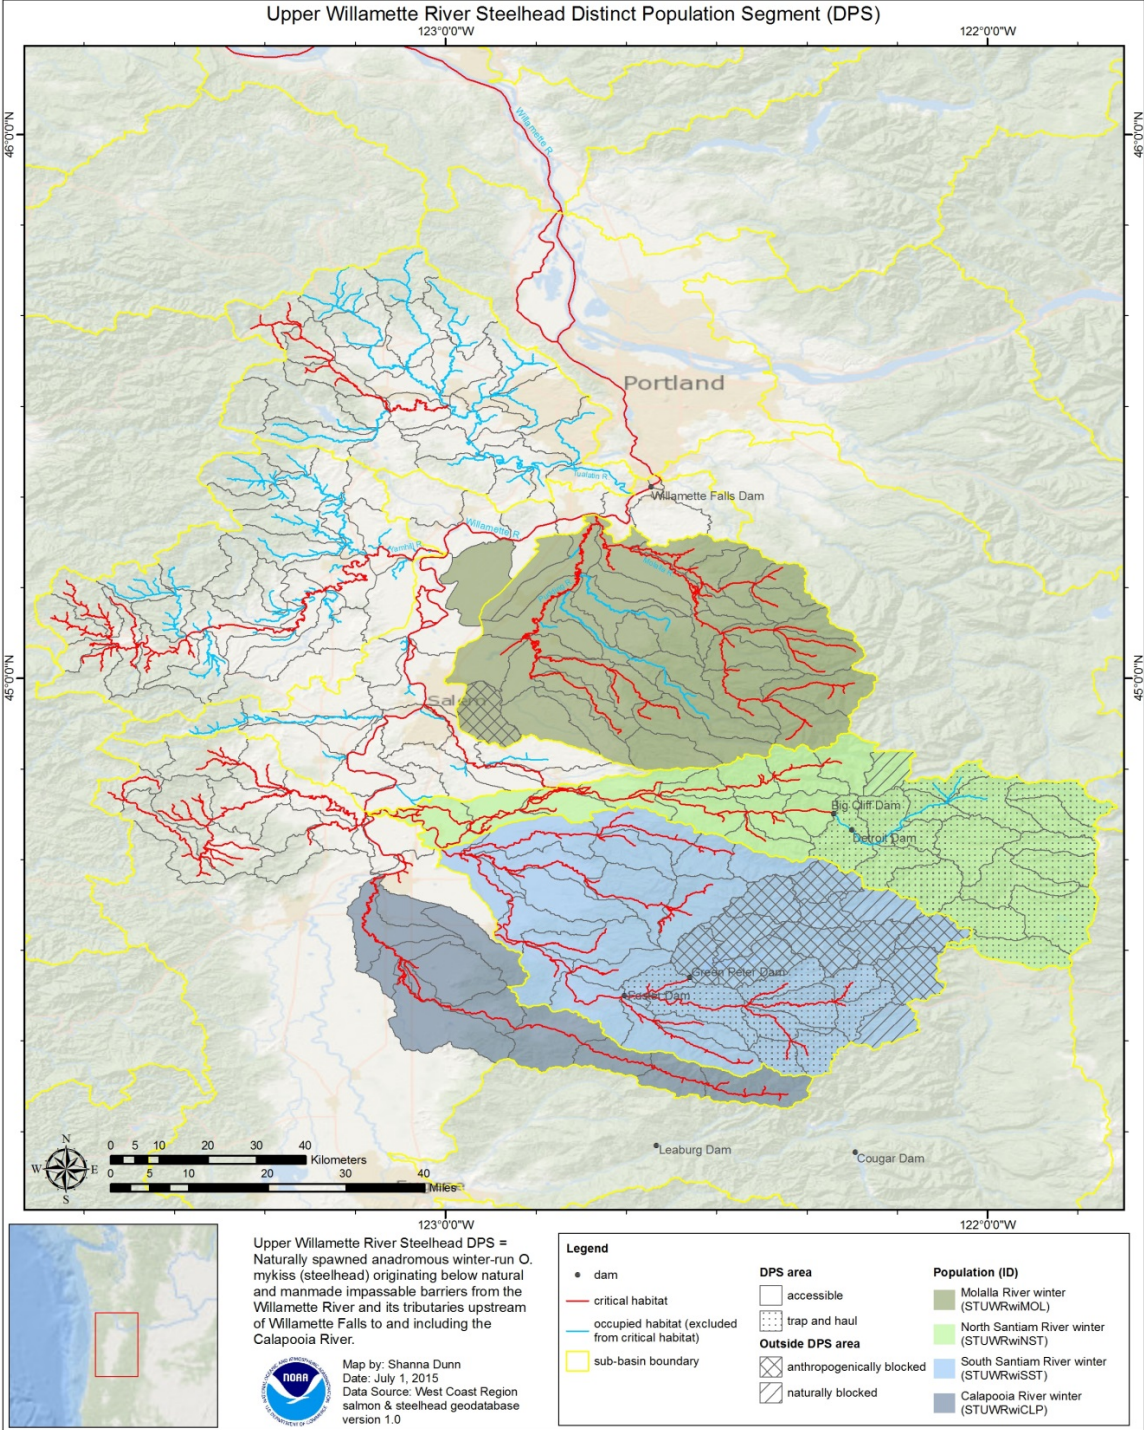 Upper Willamette River Steelhead Distinct Population Segment (DPS)
123°0'0"W
122°0'0"W
46°0'0"N
46°0'0"N
Willamette R.
Portland
Tualatin R.
Willamette Falls Dam
Willamette R.
Yamhill R.
45°0'0"N
45°0'0"N
Salem
Big Cliff Dam
Detroit Dam
Green Peter Dam
Foster Dam
Leaburg Dam
Cougar Dam
N
W
E
S
0 5 10 20 30 40
Kilometers
0 5 10 20 30 40
Miles
123°0'0"W
122°0'0"W
Upper Willamette River Steelhead DPS =
Naturally spawned anadromous winter-run O.
mykiss (steelhead) originating below natural
and manmade impassable barriers from the
Willamette River and its tributaries upstream
of Willamette Falls to and including the
Calapooia River.
NOAA
Map by: Shanna Dunn
Date: July 1, 2015
Data Source: West Coast Region
salmon & steelhead geodatabase
version 1.0
Legend
dam
critical habitat
occupied habitat (excluded
from critical habitat)
sub-basin boundary
DPS area
accessible
trap and haul
Outside DPS area
anthropogenically blocked
naturally blocked
Population (ID)
Molalla River winter
(STUWRwiMOL)
North Santiam River winter
(STUWRwiNST)
South Santiam River winter
(STUWRwiSST)
Calapooia River winter
(STUWRwiCLP)